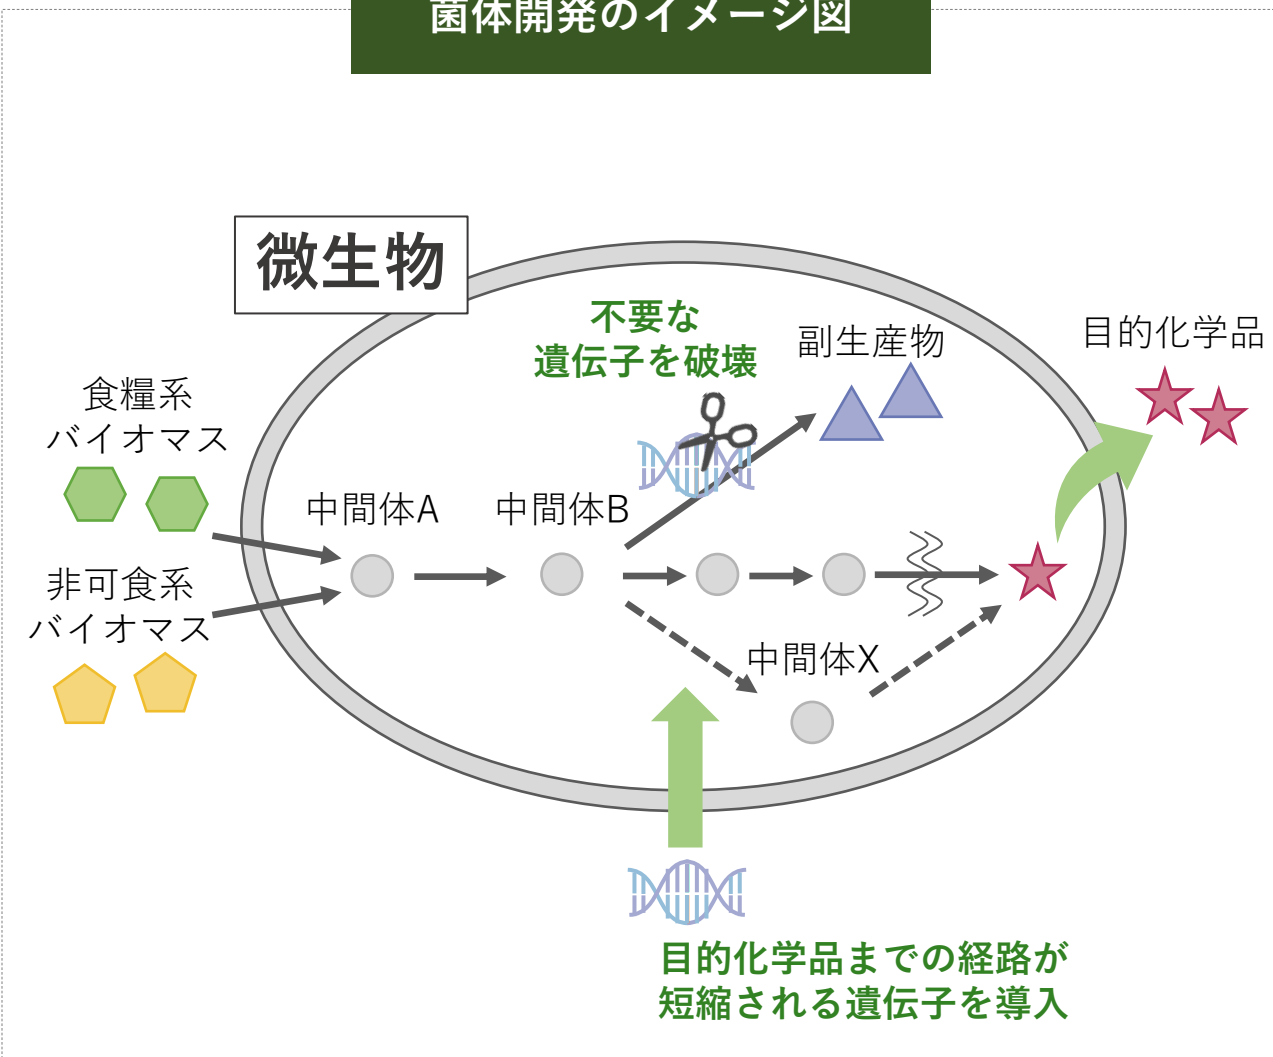 菌体開発のイメージ図
微生物
不要な
遺伝子を破壊
副生産物
目的化学品
食糧系
バイオマス
中間体A
中間体B
非可食系
バイオマス
中間体X
目的化学品までの経路が
短縮される遺伝子を導入